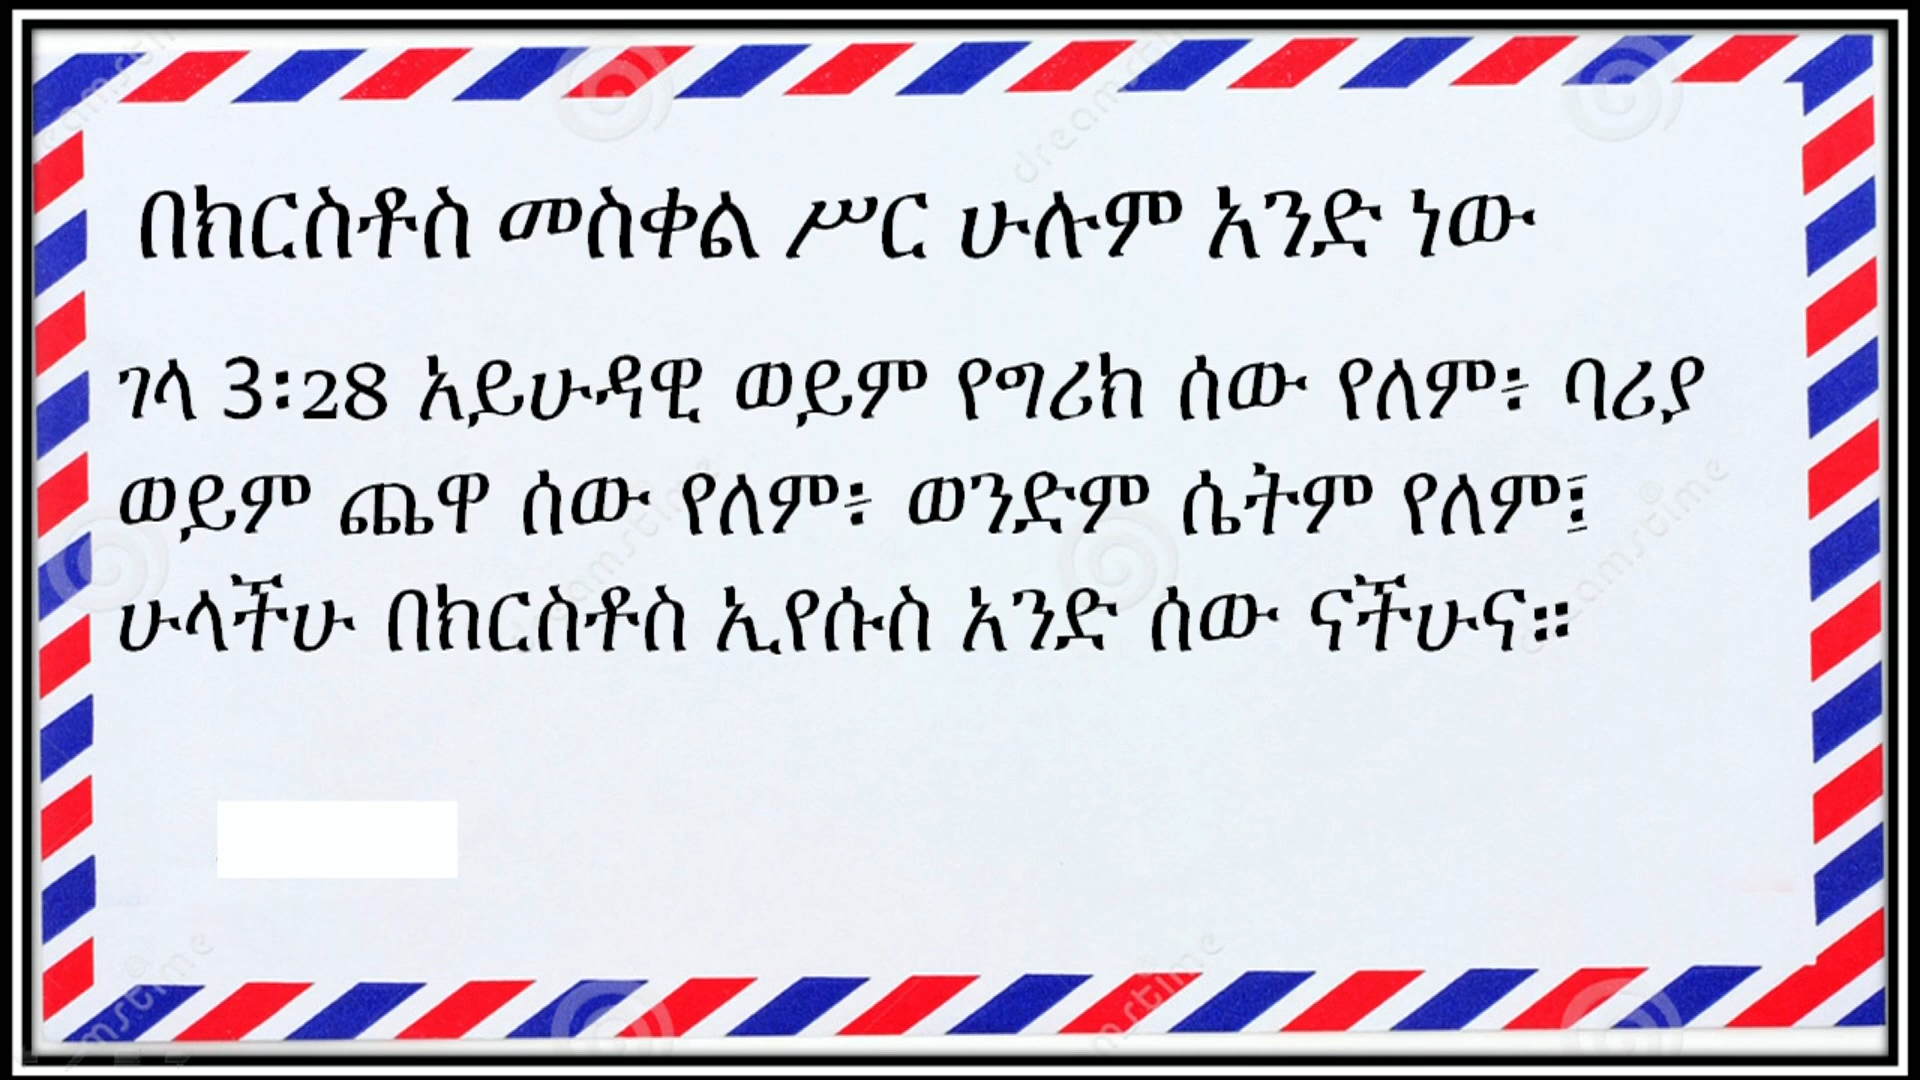 በክርስቶስ መስቀል ሥር ሁሉም አንድ ነው
ገላ 3፡28 አይሁዳዊ ወይም የግሪክ ሰው የለም፥ ባሪያ
ወይም ጨዋ ሰው የለም፥ ወንድም ሴትም የለም፤
ሁላችሁ በክርስቶስ ኢየሱስ አንድ ሰው ናችሁና።